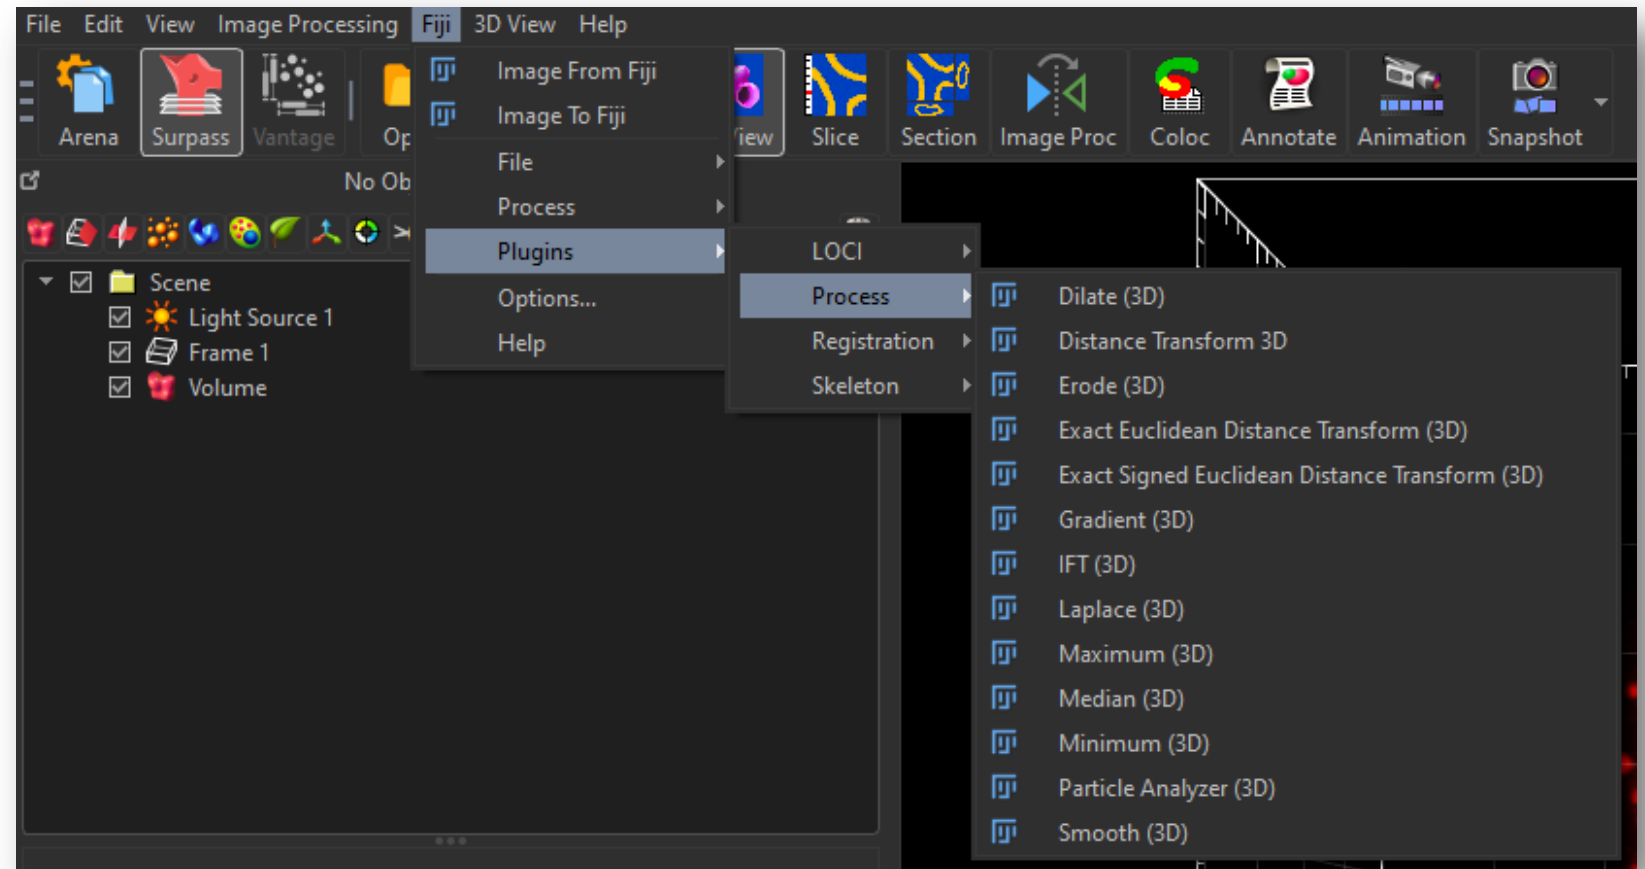 File Edit View Image Processing Fiji 3D View Help
Arena Surpass Vantage Op iew Slice Section Image Proc Coloc Annotate Animation Snapshot
Image From Fiji
Image To Fiji
File
Process
Plugins
Options...
Help
No Ob
Scene
Light Source 1
Frame 1
Volume
LOCI
Process
Registration
Skeleton
Dilate (3D)
Distance Transform 3D
Erode (3D)
Exact Euclidean Distance Transform (3D)
Exact Signed Euclidean Distance Transform (3D)
Gradient (3D)
IFT (3D)
Laplace (3D)
Maximum (3D)
Median (3D)
Minimum (3D)
Particle Analyzer (3D)
Smooth (3D)